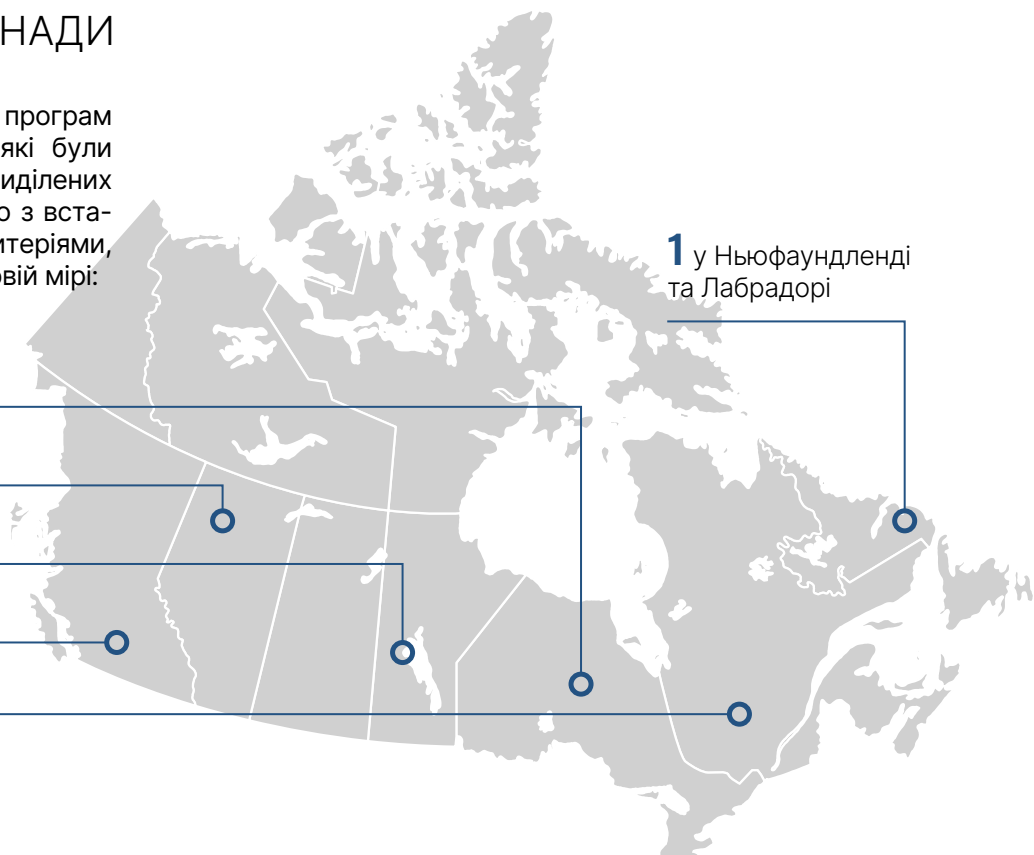 НАДИ
програм
які були
иділених
о з вста-
итеріями,
овій мірі:
1 у Ньюфаундленді
та Лабрадорі